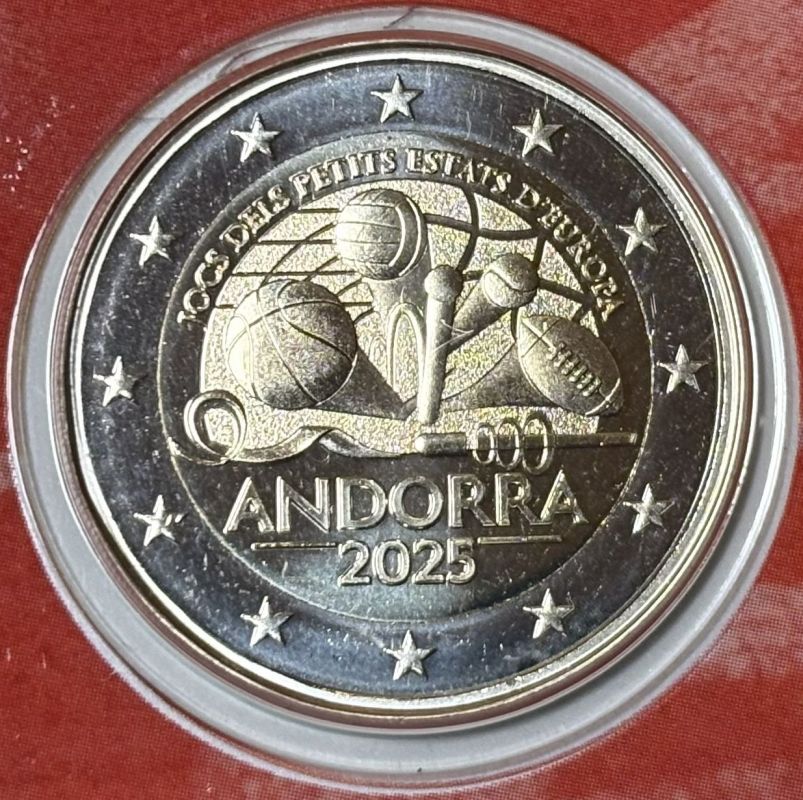 JOCS DELS PETITS ESTATS D'EUROPA
ANDORRA
2025